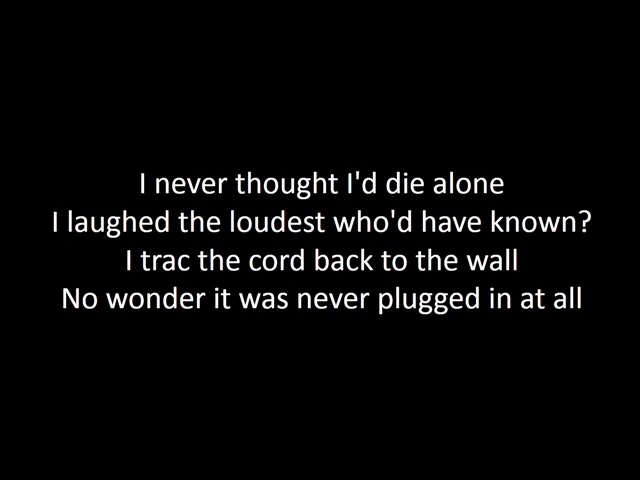 I never thought I'd die alone
I laughed the loudest who'd have known?
I trac the cord back to the wall
No wonder it was never plugged in at all